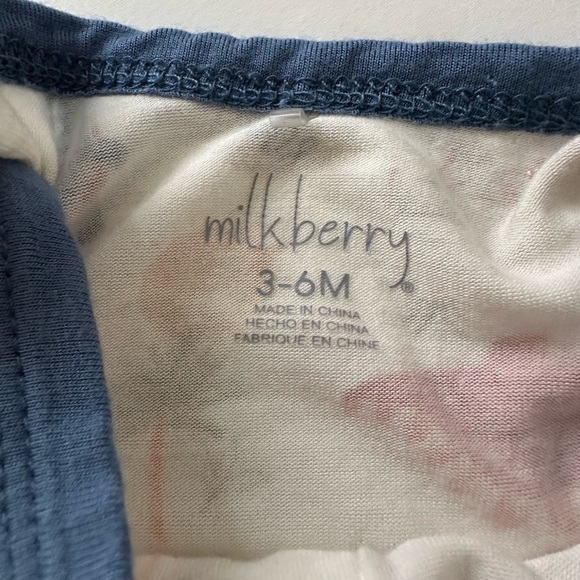 milkberry
3-6M ®
MADE IN CHINA
HECHO EN CHINA
FABRIQUE EN CHINE